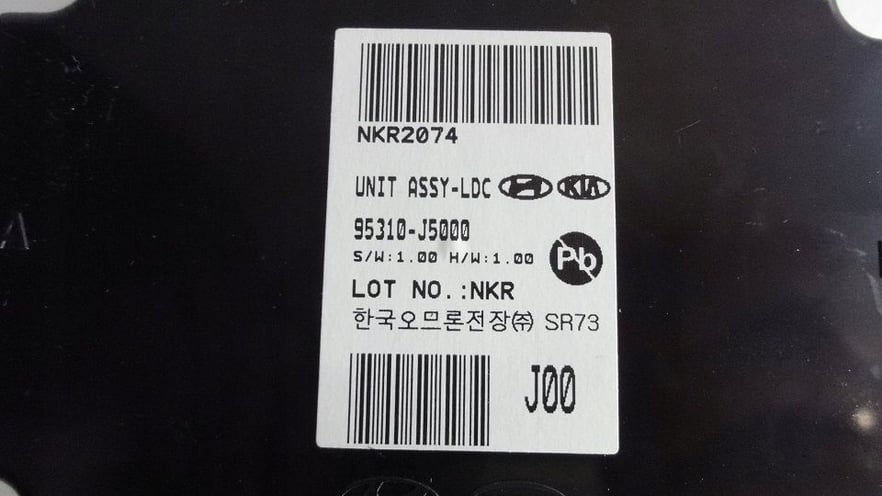 NKR2074
UNIT ASSY-LDC KIA
95310-J5000
S/W:1.00 H/W:1.00
Pb
LOT NO.:NKR
한국오므론전장㈜ SR73
J00